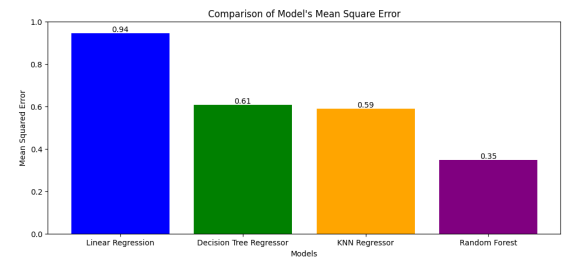 Comparison of Model's Mean Square Error
Mean Squared Error
1.0
0.8
0.6
0.4
0.2
0.0
0.94
0.61
0.59
0.35
Linear Regression
Decision Tree Regressor
KNN Regressor
Random Forest
Models